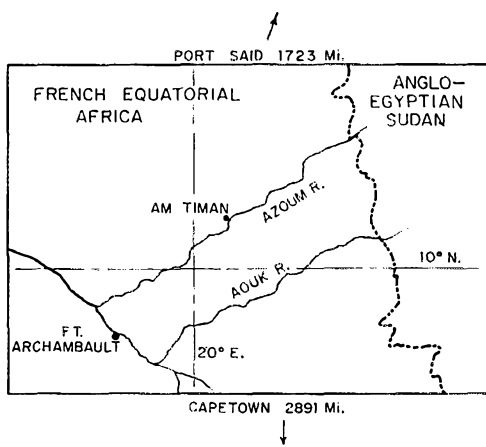 PORT SAID 1723 Mi.
FRENCH EQUATORIAL
AFRICA
ANGLO-
EGYPTIAN
SUDAN
AM TIMAN
AZOUM R.
AOUK R.
10° N.
FT.
ARCHAMBAULT
20° E.
CAPETOWN 2891 Mi.